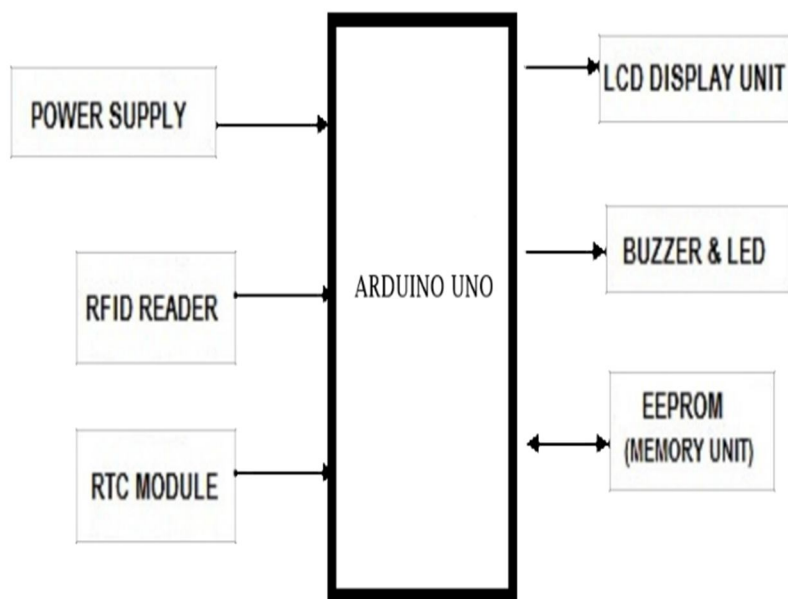 POWER SUPPLY
RFID READER
RTC MODULE
ARDUINO UNO
LCD DISPLAY UNIT
BUZZER & LED
EEPROM
(MEMORY UNIT)